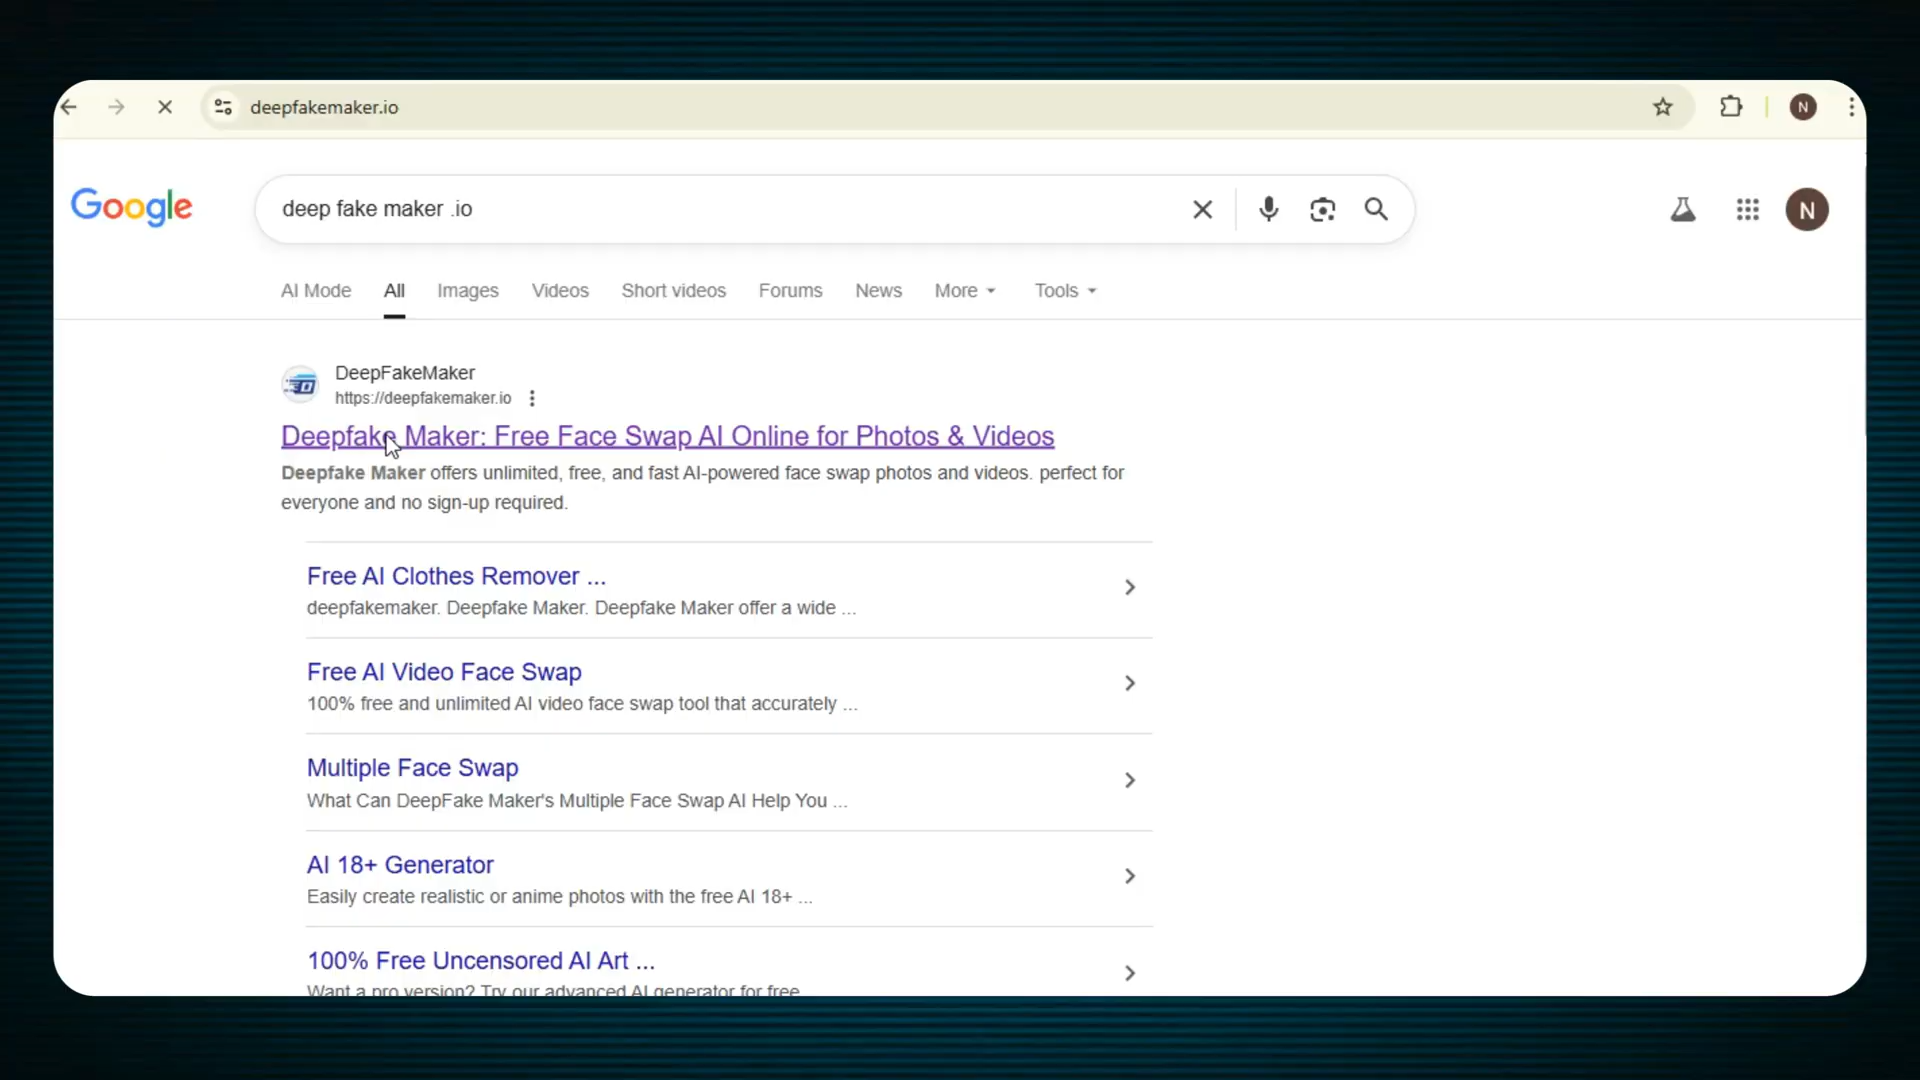 deepfakemaker.io
N
Google
deep fake maker .io
N
AI Mode
All
Images
Videos
Short videos
Forums
News
More
Tools
DeepFakeMaker
https://deepfakemaker.io
Deepfake Maker: Free Face Swap AI Online for Photos & Videos
Deepfake Maker offers unlimited, free, and fast AI-powered face swap photos and videos. perfect for
everyone and no sign-up required.
Free AI Clothes Remover ...
deepfakemaker. Deepfake Maker. Deepfake Maker offer a wide ...
Free AI Video Face Swap
100% free and unlimited AI video face swap tool that accurately ...
Multiple Face Swap
What Can DeepFake Maker's Multiple Face Swap AI Help You ...
AI 18+ Generator
Easily create realistic or anime photos with the free AI 18+ ...
100% Free Uncensored AI Art ...
Want a pro version? Try our advanced AI generator for free